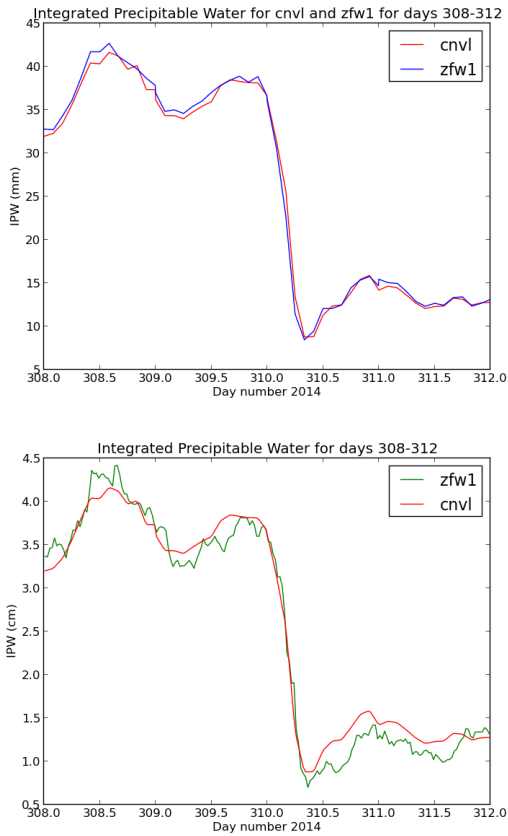 Integrated Precipitable Water for cnvl and zfw1 for days 308-312
45
40
35
30
25
20
15
10
5
IPW (mm)
cnvl
zfw1
308.0 308.5 309.0 309.5 310.0 310.5 311.0 311.5 312.0
Day number 2014
Integrated Precipitable Water for days 308-312
4.5
4.0
3.5
3.0
2.5
2.0
1.5
1.0
0.5
IPW (cm)
zfw1
cnvl
308.0 308.5 309.0 309.5 310.0 310.5 311.0 311.5 312.0
Day number 2014